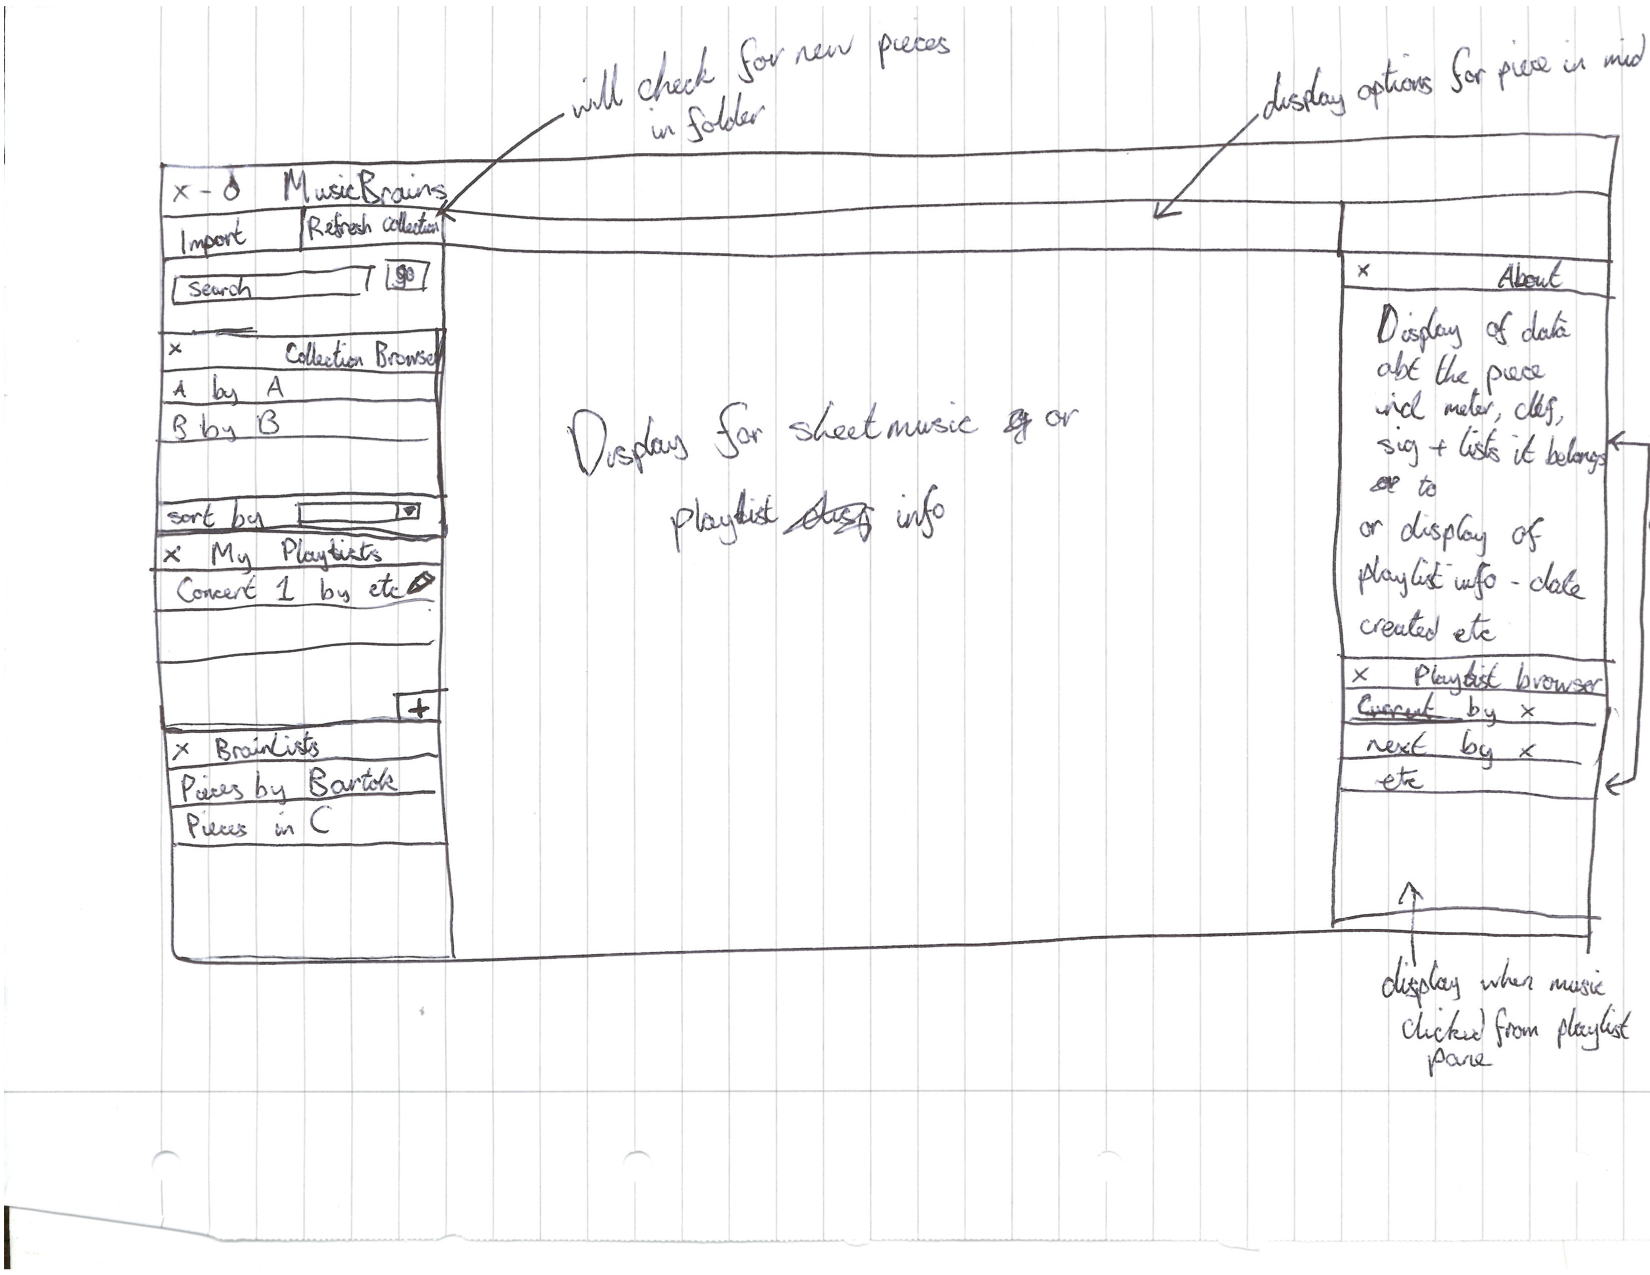 will check for new pieces
in folder
display options for piece in mid
x - MusicBrains
Import
Refresh collection
search
go
x Collection Browser
A by A
B by B
sort by
x My Playlists
Concert 1 by etc
+
x BrainLists
Pieces by Bartok
Pieces in C
Display for sheetmusic or
playlist info
x About
Display of data
abt the piece
incl meter, clef,
sig + lists it belongs
to
or display of
playlist info - date
created etc
x Playlist browser
Current by x
next by x
etc
display when music
clicked from playlist
pane